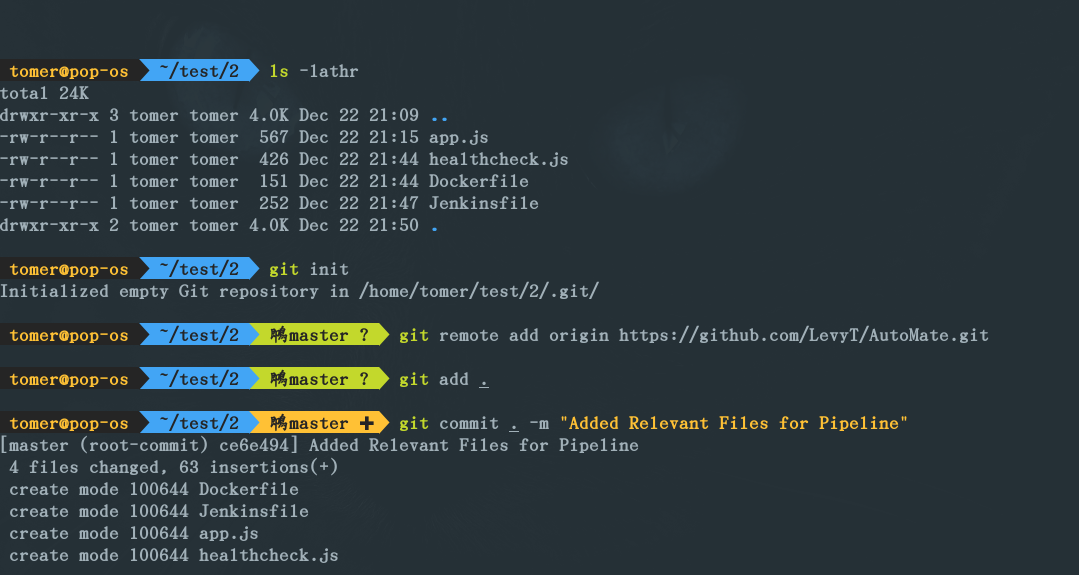 tomer@pop-os ~/test/2 ls -lathr
total 24K
drwxr-xr-x 3 tomer tomer 4.0K Dec 22 21:09 ..
-rw-r--r-- 1 tomer tomer  567 Dec 22 21:15 app.js
-rw-r--r-- 1 tomer tomer  426 Dec 22 21:44 healthcheck.js
-rw-r--r-- 1 tomer tomer  151 Dec 22 21:44 Dockerfile
-rw-r--r-- 1 tomer tomer  252 Dec 22 21:47 Jenkinsfile
drwxr-xr-x 2 tomer tomer 4.0K Dec 22 21:50 .
tomer@pop-os ~/test/2 git init
Initialized empty Git repository in /home/tomer/test/2/.git/
tomer@pop-os ~/test/2 master ? git remote add origin https://github.com/LevyT/AutoMate.git
tomer@pop-os ~/test/2 master ? git add .
tomer@pop-os ~/test/2 master + git commit . -m "Added Relevant Files for Pipeline"
[master (root-commit) ce6e494] Added Relevant Files for Pipeline
 4 files changed, 63 insertions(+)
 create mode 100644 Dockerfile
 create mode 100644 Jenkinsfile
 create mode 100644 app.js
 create mode 100644 healthcheck.js